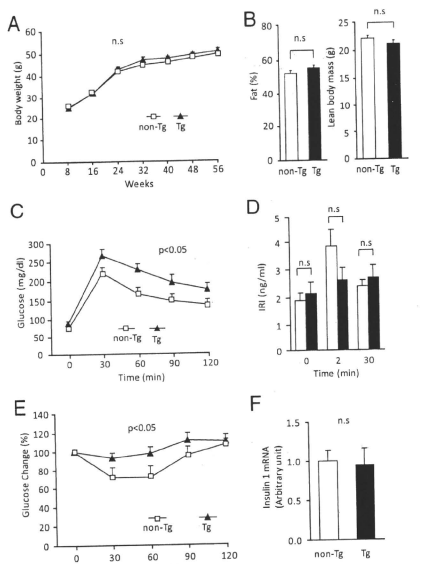 A
n.s
Body weight (g)
60
50
40
30
20
10
0
0 8 16 24 32 40 48 56
Weeks
non-Tg Tg
B
n.s
Fat (%)
80
60
40
20
0
non-Tg Tg
n.s
Lean body mass (g)
25
20
15
10
5
0
non-Tg Tg
C
p<0.05
Glucose (mg/dl)
300
250
200
150
100
50
0
0 30 60 90 120
Time (min)
non-Tg Tg
D
n.s
n.s
n.s
IRI (ng/ml)
5
4
3
2
1
0
0 2 30
Time (min)
E
p<0.05
Glucose Change (%)
140
120
100
80
60
40
20
0
0 30 60 90 120
non-Tg Tg
F
n.s
Insulin 1 mRNA
(Arbitrary unit)
1.5
1.0
0.5
0.0
non-Tg Tg